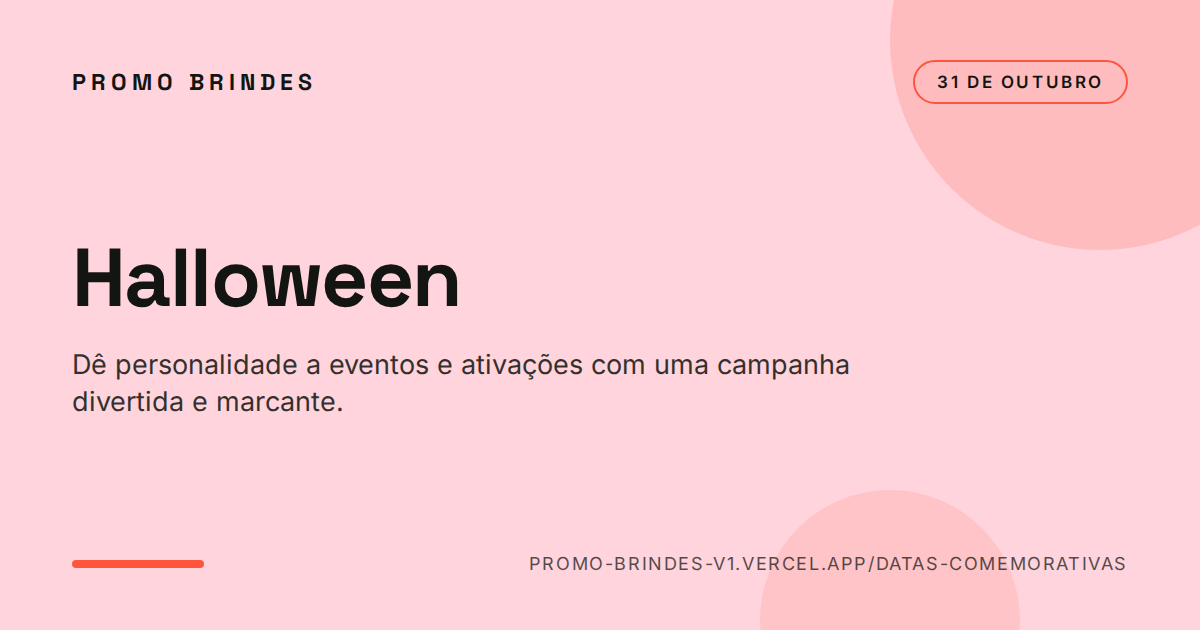 PROMO BRINDES
31 DE OUTUBRO
Halloween
Dê personalidade a eventos e ativações com uma campanha
divertida e marcante.
PROMO-BRINDES-V1.VERCEL.APP/DATAS-COMEMORATIVAS